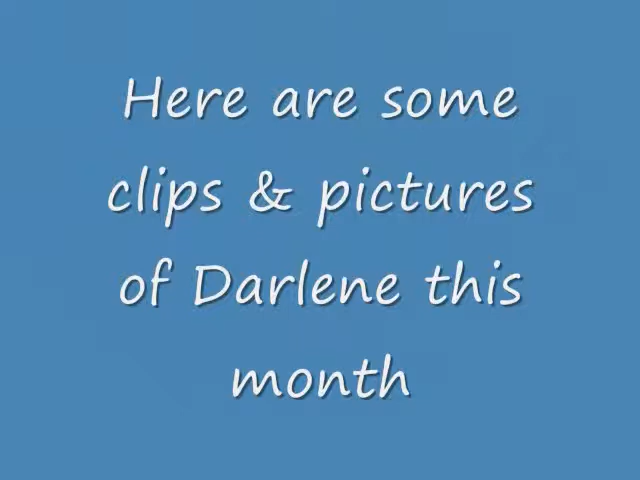 Here are some
clips & pictures
of Darlene this
month